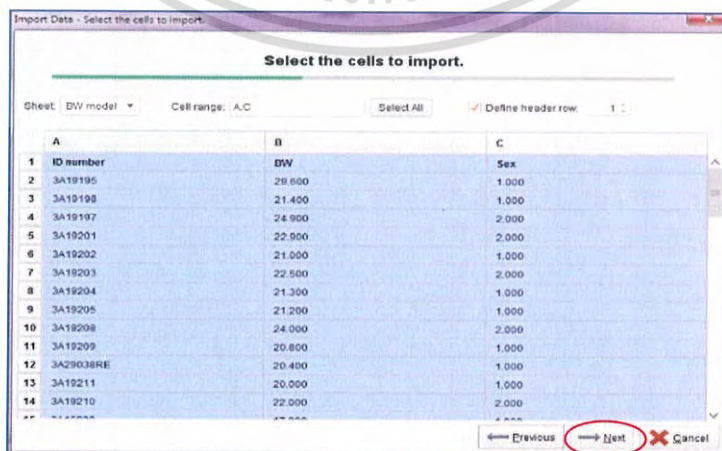 Import Data - Select the cells to import.
Select the cells to import.
Sheet: BW model Cell range: A:C Select All Define header row: 1
A B C
1 ID number BW Sex
2 3A19195 29.600 1.000
3 3A19198 21.400 1.000
4 3A19197 24.900 2.000
5 3A19201 22.900 2.000
6 3A19202 21.000 1.000
7 3A19203 22.500 2.000
8 3A19204 21.300 1.000
9 3A19205 21.200 1.000
10 3A19208 24.000 2.000
11 3A19209 20.800 1.000
12 3A29038RE 20.400 1.000
13 3A19211 20.000 1.000
14 3A19210 22.000 2.000
Previous Next Cancel